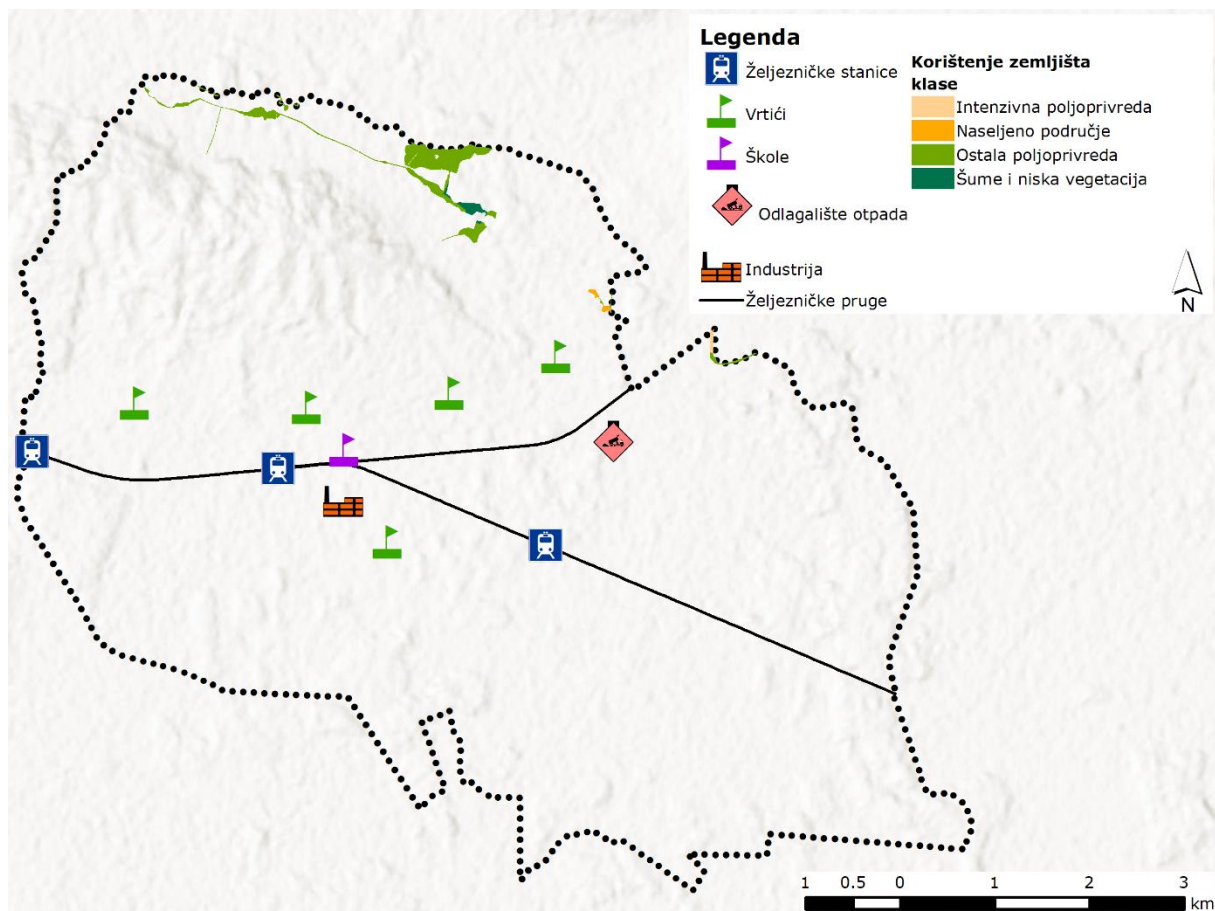 Legenda
Željezničke stanice
Vrtići
Škole
Odlagalište otpada
Industrija
Željezničke pruge
Korištenje zemljišta
klase
Intenzivna poljoprivreda
Naseljeno područje
Ostala poljoprivreda
Šume i niska vegetacija
N
1 0.5 0 1 2 3
km